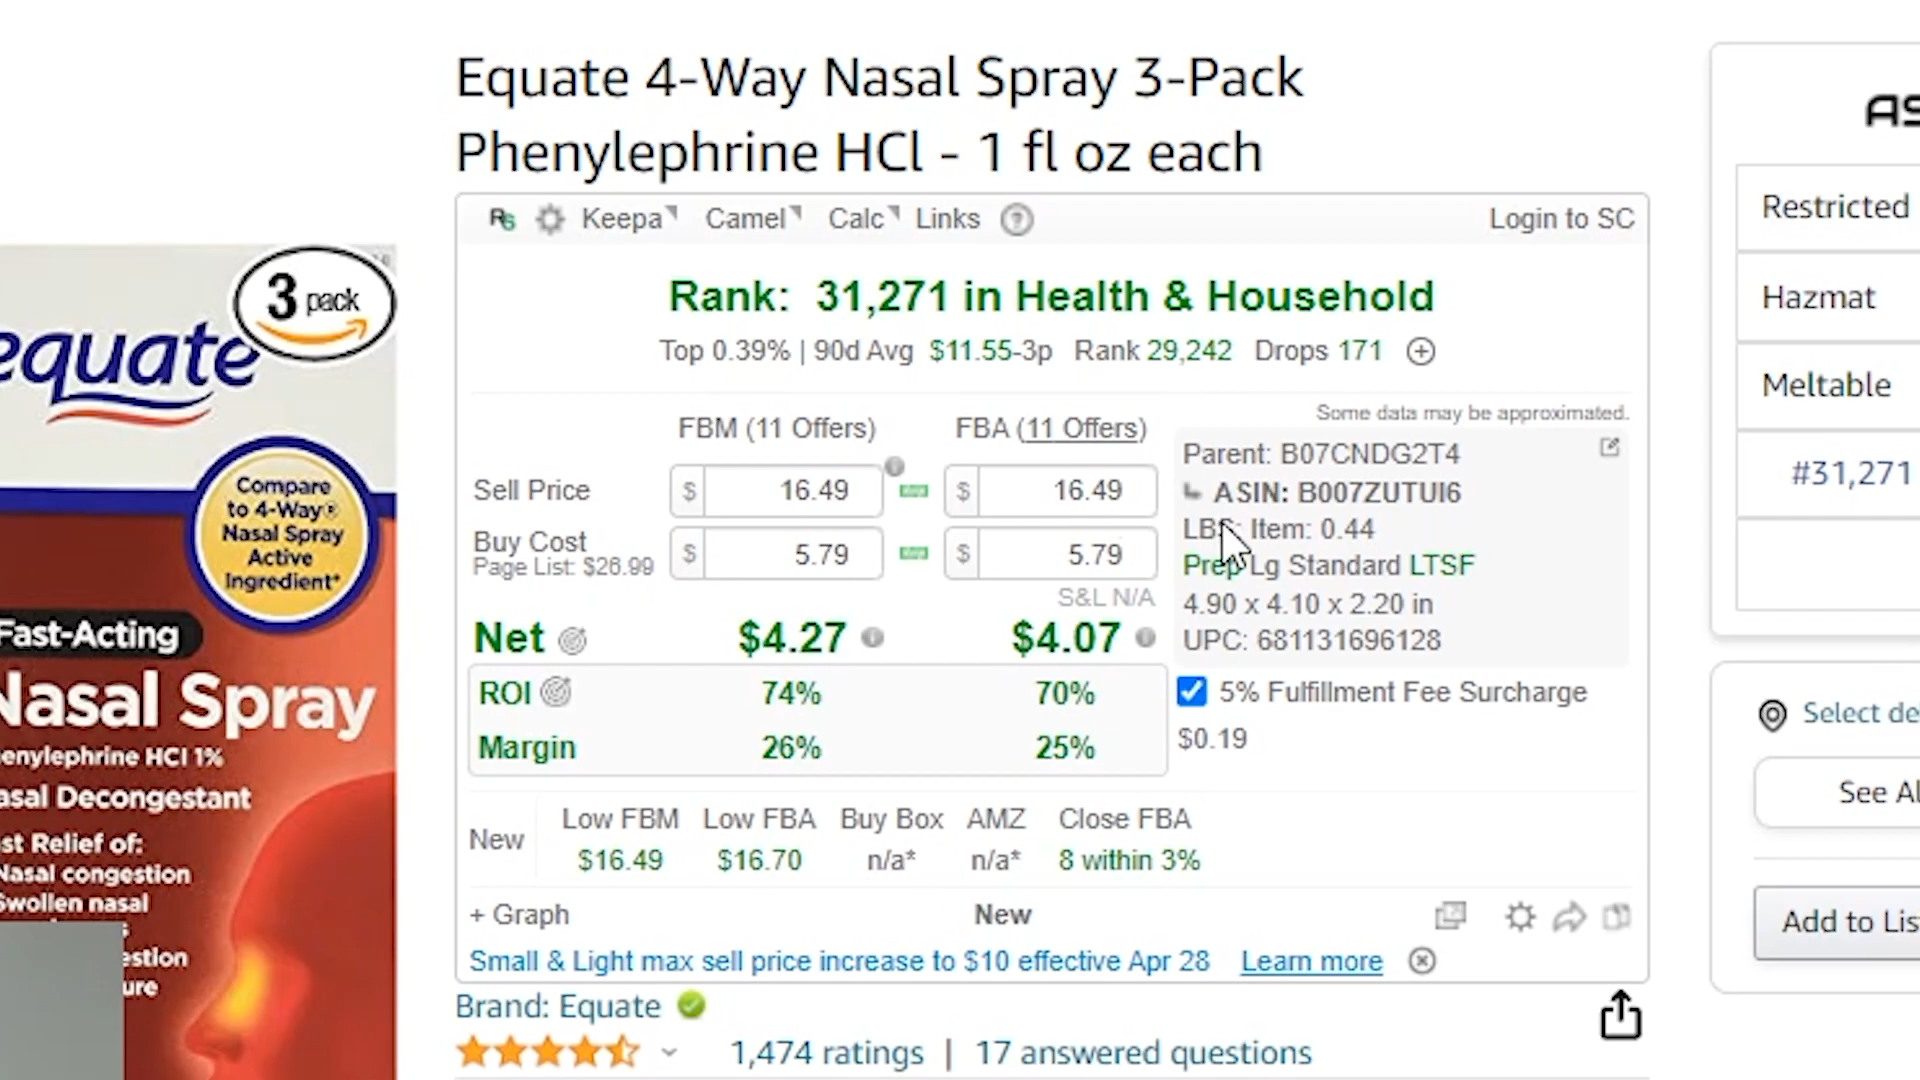 Equate 4-Way Nasal Spray 3-Pack
Phenylephrine HCl - 1 fl oz each
Keepa Camel Calc Links ? Login to SC
Rank: 31,271 in Health & Household
Top 0.39% | 90d Avg $11.55-3p Rank 29,242 Drops 171
Some data may be approximated.
FBM (11 Offers) FBA (11 Offers)
Sell Price $ 16.49 $ 16.49
Buy Cost $ 5.79 $ 5.79
Page List: $26.99
S&L N/A
Net $4.27 $4.07
ROI 74% 70%
Margin 26% 25%
Parent: B07CNDG2T4
ASIN: B007ZUTUI6
LBS: Item: 0.44
Prep Lg Standard LTSF
4.90 x 4.10 x 2.20 in
UPC: 681131696128
5% Fulfillment Fee Surcharge
$0.19
Low FBM Low FBA Buy Box AMZ Close FBA
New $16.49 $16.70 n/a* n/a* 8 within 3%
+ Graph New
Small & Light max sell price increase to $10 effective Apr 28 Learn more
Brand: Equate
1,474 ratings | 17 answered questions
3 pack
equate
Compare
to 4-Way®
Nasal Spray
Active
Ingredient*
Fast-Acting
Nasal Spray
henylephrine HCl 1%
asal Decongestant
st Relief of:
Nasal congestion
Swollen nasal
estion
ure
AS
Restricted
Hazmat
Meltable
#31,271
Select de
See Al
Add to Lis